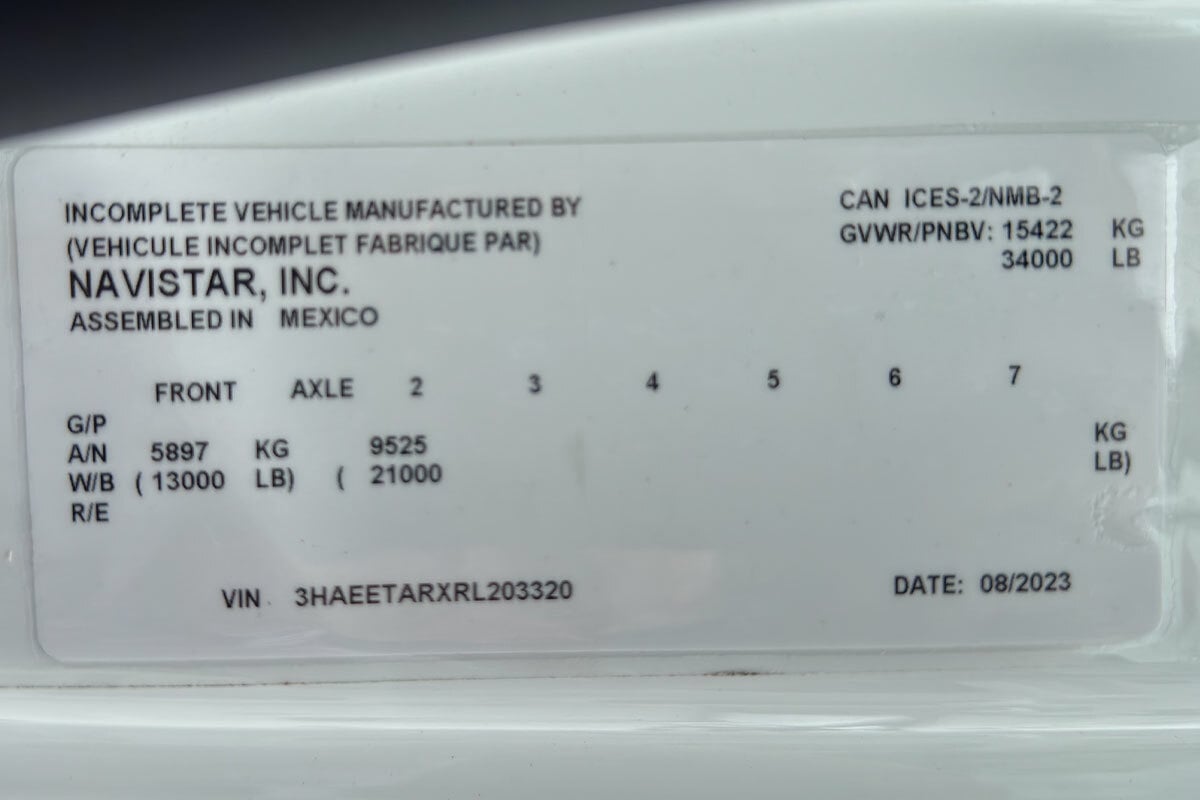 INCOMPLETE VEHICLE MANUFACTURED BY
(VEHICULE INCOMPLET FABRIQUE PAR)
NAVISTAR, INC.
ASSEMBLED IN MEXICO
CAN ICES-2/NMB-2
GVWR/PNBV: 15422 KG
34000 LB
FRONT AXLE 2 3 4 5 6 7
G/P
A/N 5897 KG 9525 KG
W/B (13000 LB) ( 21000 LB)
R/E
VIN 3HAEETARXRL203320
DATE: 08/2023